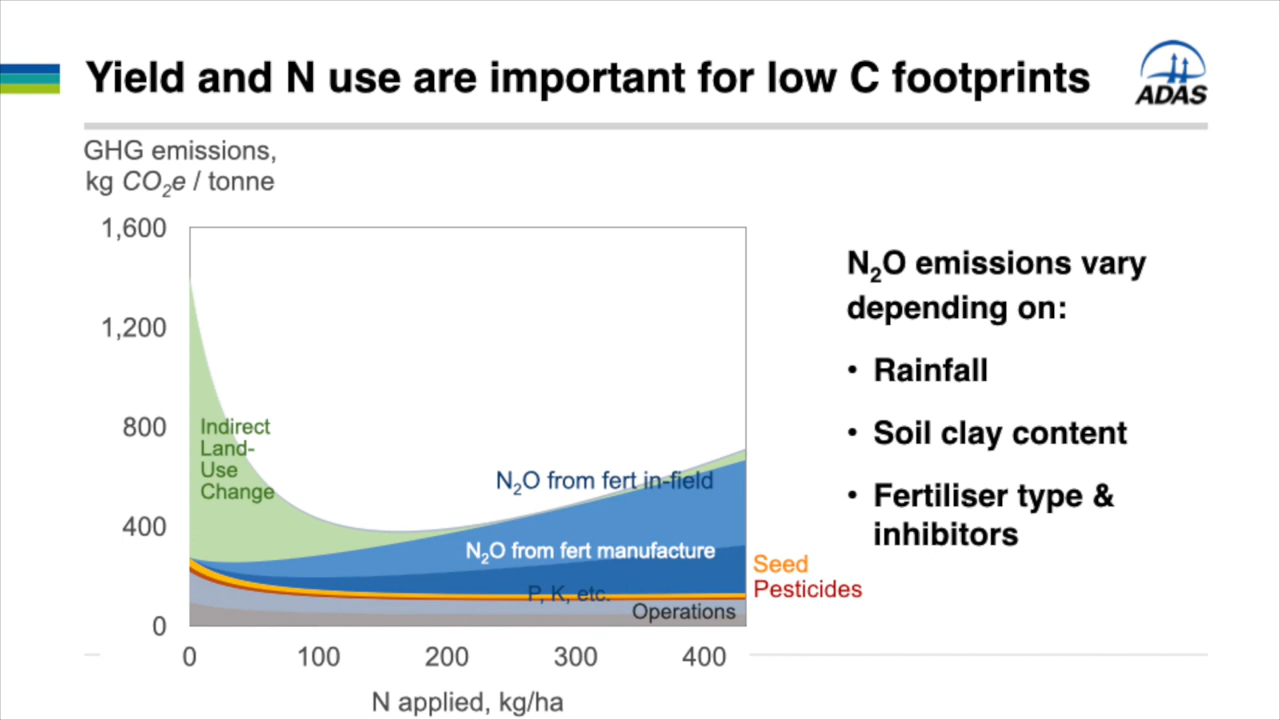 Yield and N use are important for low C footprints
ADAS
GHG emissions,
kg CO₂e / tonne
1,600
1,200
800
400
0
Indirect
Land-
Use
Change
N₂O from fert in-field
N₂O from fert manufacture
P, K, etc.
Operations
Seed
Pesticides
0 100 200 300 400
N applied, kg/ha
N₂O emissions vary
depending on:
• Rainfall
• Soil clay content
• Fertiliser type &
inhibitors